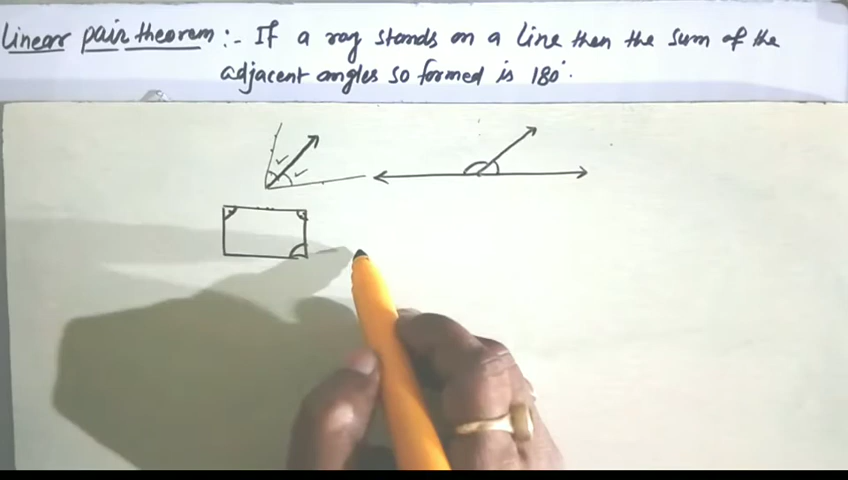 Linear pair theorem :- If a ray stands on a line then the sum of the
adjacent angles so formed is 180°.